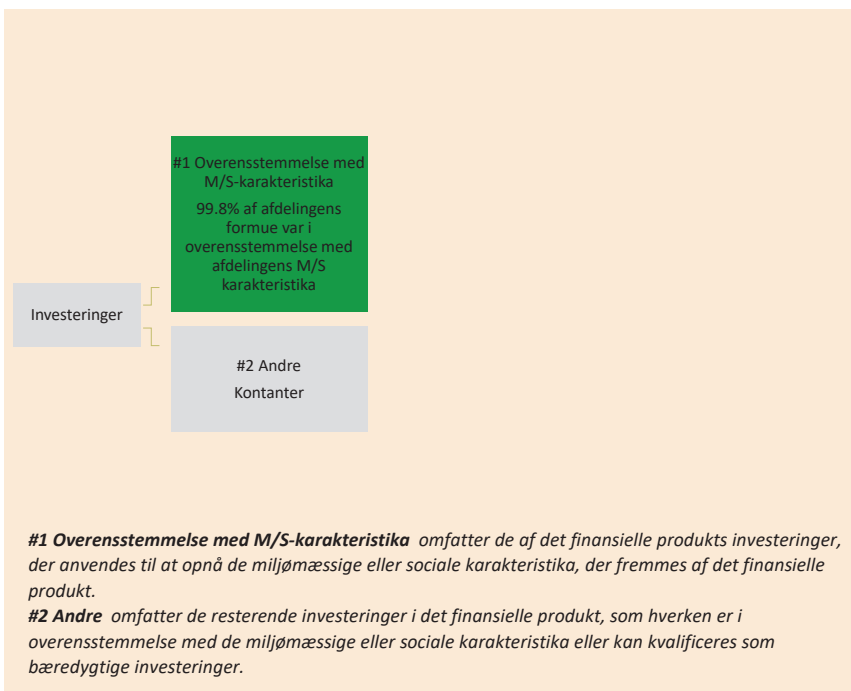 #1 Overensstemmelse med
M/S-karakteristika
99.8% af afdelingens
formue var i
overensstemmelse med
afdelingens M/S
karakteristika
Investeringer
#2 Andre
Kontanter
#1 Overensstemmelse med M/S-karakteristika omfatter de af det finansielle produkts investeringer,
der anvendes til at opnå de miljømæssige eller sociale karakteristika, der fremmes af det finansielle
produkt.
#2 Andre omfatter de resterende investeringer i det finansielle produkt, som hverken er i
overensstemmelse med de miljømæssige eller sociale karakteristika eller kan kvalificeres som
bæredygtige investeringer.